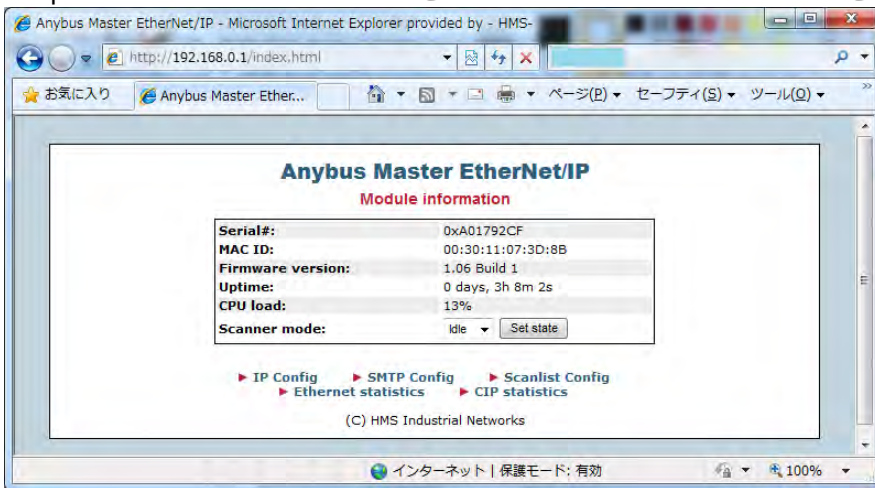 Anybus Master EtherNet/IP - Microsoft Internet Explorer provided by - HMS-
http://192.168.0.1/index.html
お気に入り Anybus Master Ether... ページ(P) セーフティ(S) ツール(O) »
Anybus Master EtherNet/IP
Module information
Serial#: 0xA01792CF
MAC ID: 00:30:11:07:3D:8B
Firmware version: 1.06 Build 1
Uptime: 0 days, 3h 8m 2s
CPU load: 13%
Scanner mode: Idle Set state
IP Config SMTP Config Scanlist Config
Ethernet statistics CIP statistics
(C) HMS Industrial Networks
インターネット | 保護モード: 有効 100%